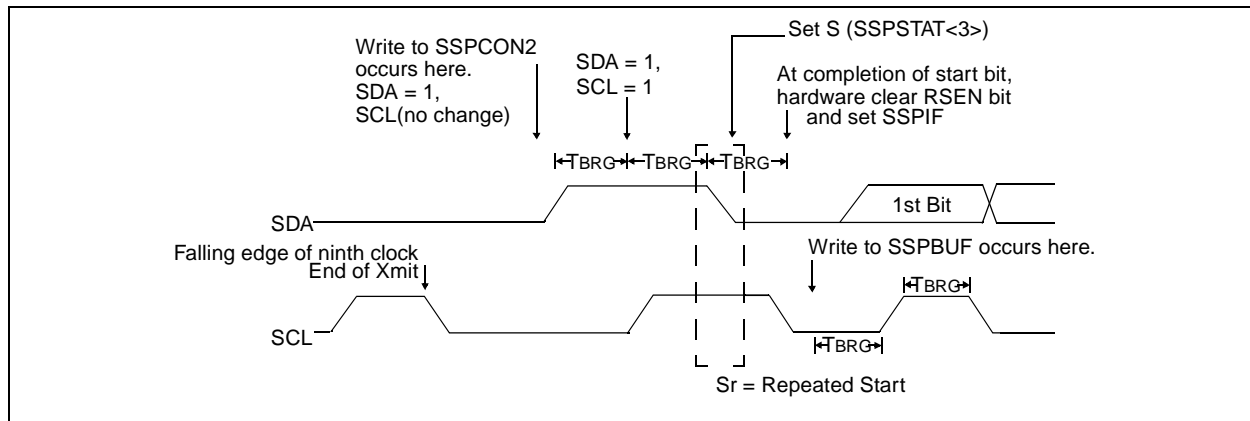 Set S (SSPSTAT<3>)
Write to SSPCON2
occurs here.
SDA = 1,
SCL(no change)
SDA = 1,
SCL = 1
At completion of start bit,
hardware clear RSEN bit
and set SSPIF
TBRG TBRG TBRG
SDA
1st Bit
Falling edge of ninth clock
End of Xmit
Write to SSPBUF occurs here.
TBRG
SCL
TBRG
Sr = Repeated Start